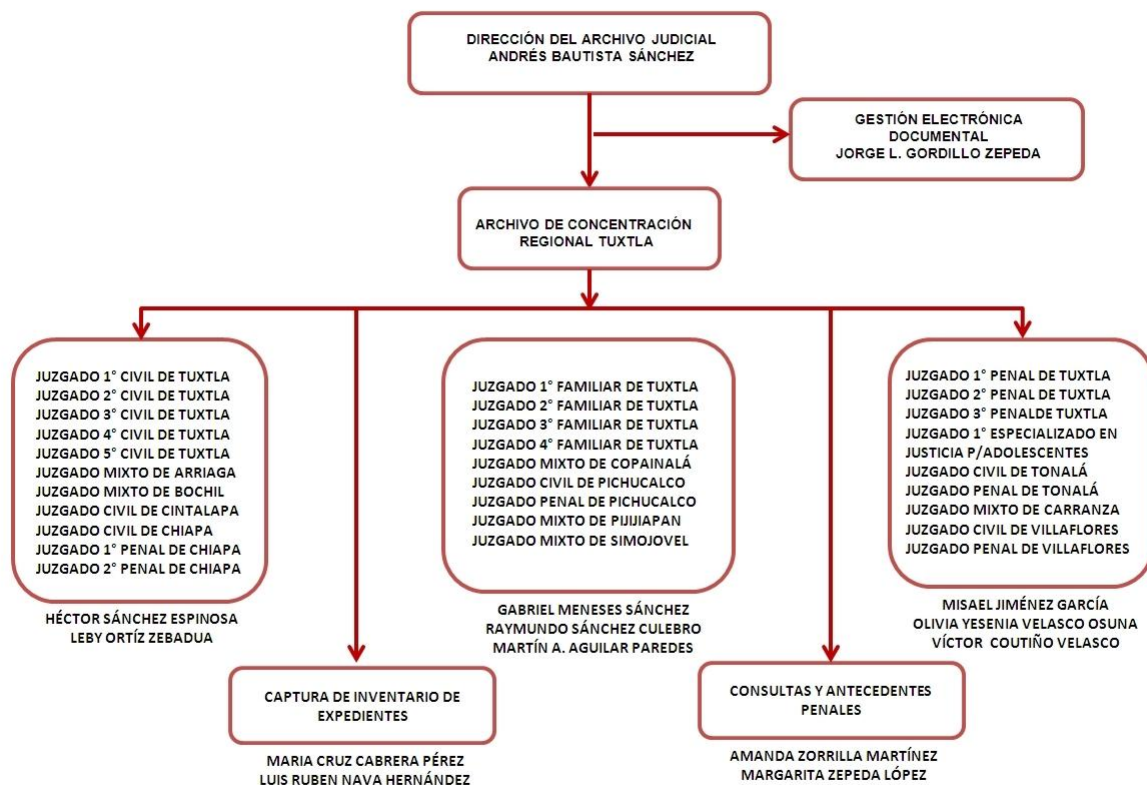 DIRECCIÓN DEL ARCHIVO JUDICIAL
ANDRÉS BAUTISTA SÁNCHEZ
GESTIÓN ELECTRÓNICA
DOCUMENTAL
JORGE L. GORDILLO ZEPEDA
ARCHIVO DE CONCENTRACIÓN
REGIONAL TUXTLA
JUZGADO 1° CIVIL DE TUXTLA
JUZGADO 2° CIVIL DE TUXTLA
JUZGADO 3° CIVIL DE TUXTLA
JUZGADO 4° CIVIL DE TUXTLA
JUZGADO 5° CIVIL DE TUXTLA
JUZGADO MIXTO DE ARRIAGA
JUZGADO MIXTO DE BOCHIL
JUZGADO CIVIL DE CINTALAPA
JUZGADO CIVIL DE CHIAPA
JUZGADO 1° PENAL DE CHIAPA
JUZGADO 2° PENAL DE CHIAPA
HÉCTOR SÁNCHEZ ESPINOSA
LEBY ORTÍZ ZEBADUA
JUZGADO 1° FAMILIAR DE TUXTLA
JUZGADO 2° FAMILIAR DE TUXTLA
JUZGADO 3° FAMILIAR DE TUXTLA
JUZGADO 4° FAMILIAR DE TUXTLA
JUZGADO MIXTO DE COPAINALÁ
JUZGADO CIVIL DE PICHUCALCO
JUZGADO PENAL DE PICHUCALCO
JUZGADO MIXTO DE PIJIJIAPAN
JUZGADO MIXTO DE SIMOJOVEL
GABRIEL MENESES SÁNCHEZ
RAYMUNDO SÁNCHEZ CULEBRO
MARTÍN A. AGUILAR PAREDES
JUZGADO 1° PENAL DE TUXTLA
JUZGADO 2° PENAL DE TUXTLA
JUZGADO 3° PENALDE TUXTLA
JUZGADO 1° ESPECIALIZADO EN
JUSTICIA P/ADOLESCENTES
JUZGADO CIVIL DE TONALÁ
JUZGADO PENAL DE TONALÁ
JUZGADO MIXTO DE CARRANZA
JUZGADO CIVIL DE VILLAFLORES
JUZGADO PENAL DE VILLAFLORES
MISAEL JIMÉNEZ GARCÍA
OLIVIA YESENIA VELASCO OSUNA
VÍCTOR COUTIÑO VELASCO
CAPTURA DE INVENTARIO DE
EXPEDIENTES
MARIA CRUZ CABRERA PÉREZ
LUIS RUBEN NAVA HERNÁNDEZ
CONSULTAS Y ANTECEDENTES
PENALES
AMANDA ZORRILLA MARTÍNEZ
MARGARITA ZEPEDA LÓPEZ